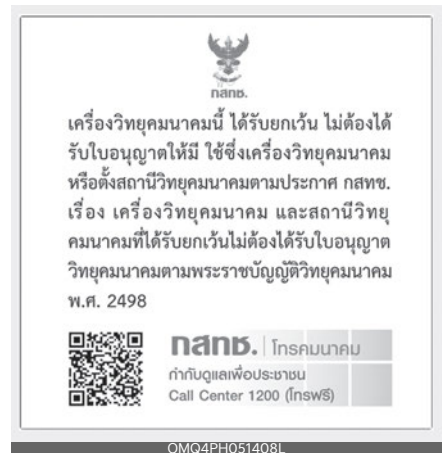 กสทช.
เครื่องวิทยุคมนาคมนี้ ได้รับยกเว้น ไม่ต้องได้
รับใบอนุญาตให้มี ใช้ซึ่งเครื่องวิทยุคมนาคม
หรือตั้งสถานีวิทยุคมนาคมตามประกาศ กสทช.
เรื่อง เครื่องวิทยุคมนาคม และสถานีวิทยุ
คมนาคมที่ได้รับยกเว้นไม่ต้องได้รับใบอนุญาต
วิทยุคมนาคมตามพระราชบัญญัติวิทยุคมนาคม
พ.ศ. 2498
กสทช. | โทรคมนาคม
กำกับดูแลเพื่อประชาชน
Call Center 1200 (โทรฟรี)
OMQ4PH051408L